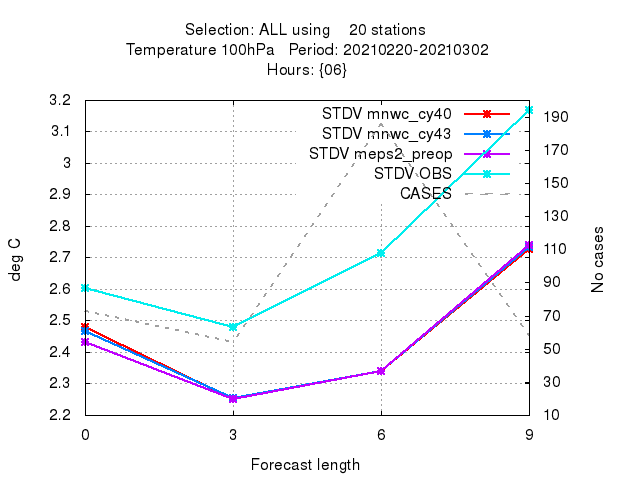 Selection: ALL using    20 stations
Temperature 100hPa   Period: 20210220-20210302
Hours: {06}
STDV mnwc_cy40
STDV mnwc_cy43
STDV meps2_preop
STDV OBS
CASES
3.2
3.1
3
2.9
2.8
2.7
2.6
2.5
2.4
2.3
2.2
deg C
190
170
150
130
110
90
70
50
30
10
No cases
0
3
6
9
Forecast length